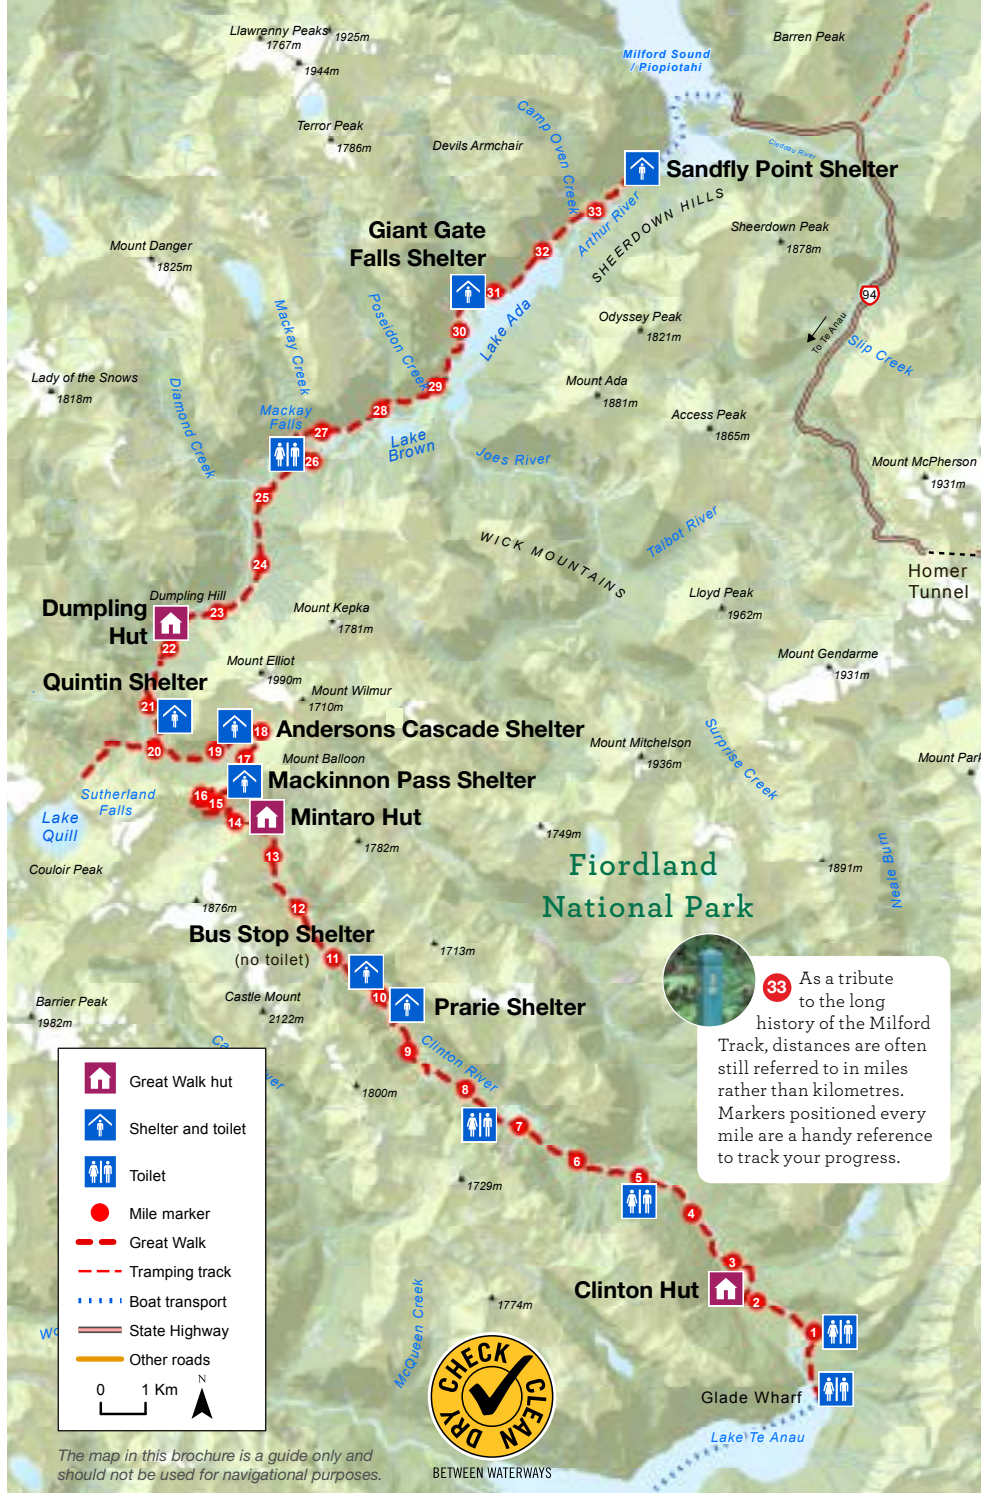 Llawrenny Peaks
1925m
1767m
1944m
Milford Sound
/ Piopiotahi
Barren Peak
Terror Peak
1786m
Devils Armchair
Camp Oven Creek
Cleddau River
Sandfly Point Shelter
33
Arthur River
SHEERDOWN HILLS
Giant Gate
Falls Shelter
32
Sheerdown Peak
1878m
Mount Danger
1825m
31
94
To Te Anau
Slip Creek
Mackay Creek
Poseidon Creek
30
Lake Ada
Odyssey Peak
1821m
Lady of the Snows
1818m
Diamond Creek
29
Mount Ada
1881m
28
Mackay
Falls
27
Lake
Brown
Access Peak
1865m
26
Joes River
Mount McPherson
1931m
25
Talbot River
WICK MOUNTAINS
24
Homer
Tunnel
Dumpling Hill
Dumpling
Hut
23
Mount Kepka
1781m
Lloyd Peak
1962m
22
Mount Elliot
1990m
Mount Gendarme
1931m
Quintin Shelter
Mount Wilmur
1710m
21
18
Andersons Cascade Shelter
20
19
17
Mount Balloon
Mount Mitchelson
1936m
Surprise Creek
Mount Park
Mackinnon Pass Shelter
Sutherland
Falls
16
15
14
Mintaro Hut
Lake
Quill
1782m
1749m
13
Couloir Peak
Fiordland
National Park
1891m
Neale Burn
1876m
12
Bus Stop Shelter
(no toilet)
11
1713m
10
Prarie Shelter
Castle Mount
2122m
Barrier Peak
1982m
9
Clinton River
33 As a tribute
to the long
history of the Milford
Track, distances are often
still referred to in miles
rather than kilometres.
Markers positioned every
mile are a handy reference
to track your progress.
8
1800m
7
6
5
1729m
4
3
Clinton Hut
2
1774m
McQueen Creek
1
Glade Wharf
Lake Te Anau
Great Walk hut
Shelter and toilet
Toilet
Mile marker
Great Walk
Tramping track
Boat transport
State Highway
Other roads
0 1 Km
N
CHECK
CLEAN
DRY
BETWEEN WATERWAYS
The map in this brochure is a guide only and
should not be used for navigational purposes.